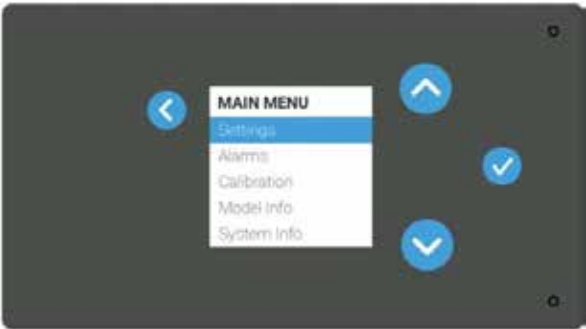 MAIN MENU
Settings
Alarms
Calibration
Model Info
System Info